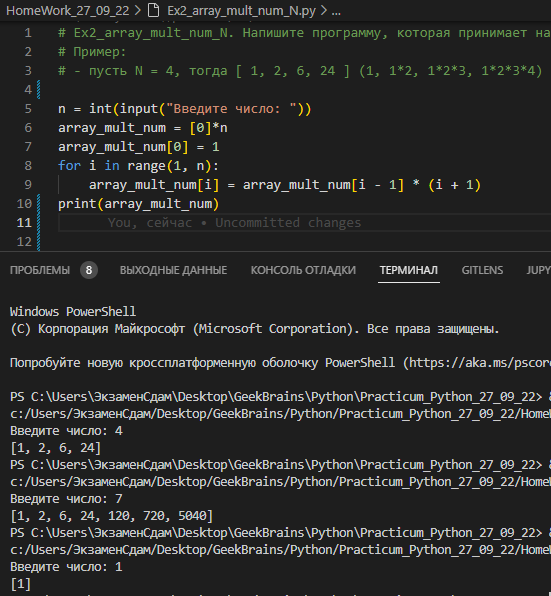 HomeWork_27_09_22 > Ex2_array_mult_num_N.py > ...
1 # Ex2_array_mult_num_N. Напишите программу, которая принимает на
2 # Пример:
3 # - пусть N = 4, тогда [ 1, 2, 6, 24 ] (1, 1*2, 1*2*3, 1*2*3*4)
4
5 n = int(input("Введите число: "))
6 array_mult_num = [0]*n
7 array_mult_num[0] = 1
8 for i in range(1, n):
9 array_mult_num[i] = array_mult_num[i - 1] * (i + 1)
10 print(array_mult_num)
11 You, сейчас • Uncommitted changes
12
ПРОБЛЕМЫ 8 ВЫХОДНЫЕ ДАННЫЕ КОНСОЛЬ ОТЛАДКИ ТЕРМИНАЛ GITLENS JUPY
Windows PowerShell
(C) Корпорация Майкрософт (Microsoft Corporation). Все права защищены.
Попробуйте новую кроссплатформенную оболочку PowerShell (https://aka.ms/pscore
PS C:\Users\ЭкзаменСдам\Desktop\GeekBrains\Python\Practicum_Python_27_09_22> &
c:/Users/ЭкзаменСдам/Desktop/GeekBrains/Python/Practicum_Python_27_09_22/HomeW
Введите число: 4
[1, 2, 6, 24]
PS C:\Users\ЭкзаменСдам\Desktop\GeekBrains\Python\Practicum_Python_27_09_22> &
c:/Users/ЭкзаменСдам/Desktop/GeekBrains/Python/Practicum_Python_27_09_22/HomeW
Введите число: 7
[1, 2, 6, 24, 120, 720, 5040]
PS C:\Users\ЭкзаменСдам\Desktop\GeekBrains\Python\Practicum_Python_27_09_22> &
c:/Users/ЭкзаменСдам/Desktop/GeekBrains/Python/Practicum_Python_27_09_22/HomeW
Введите число: 1
[1]